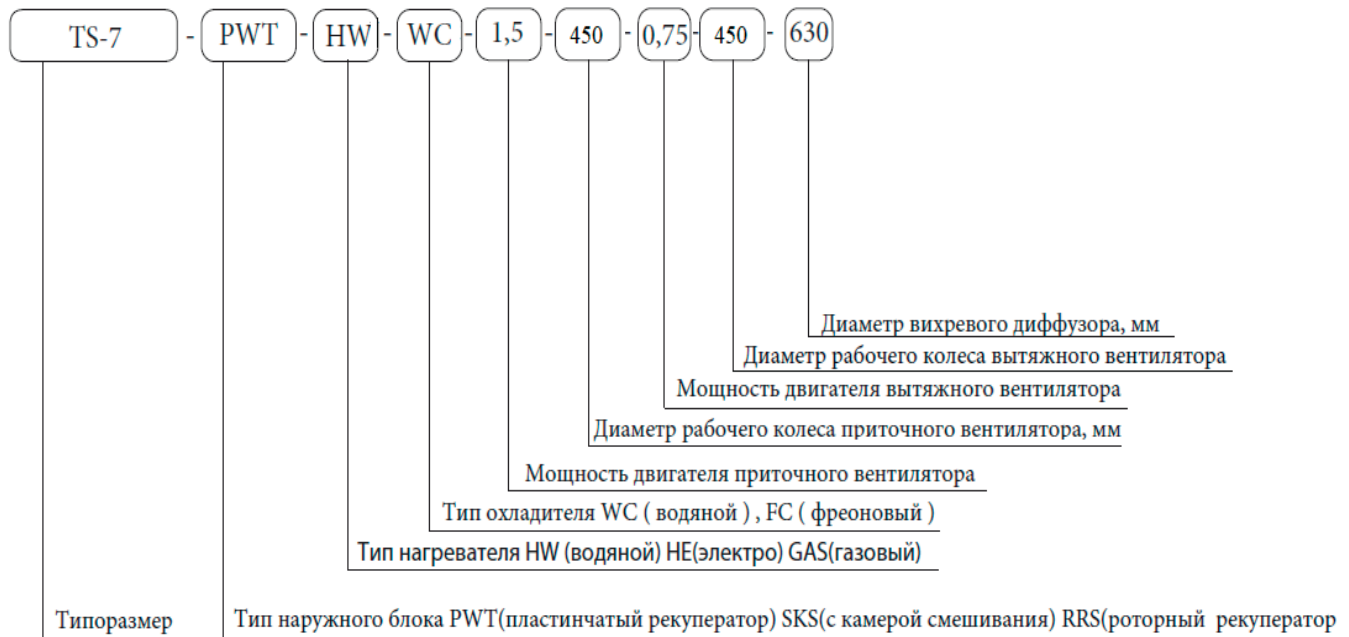 TS-7 - PWT - HW - WC - 1,5 - 450 - 0,75 - 450 - 630
Диаметр вихревого диффузора, мм
Диаметр рабочего колеса вытяжного вентилятора
Мощность двигателя вытяжного вентилятора
Диаметр рабочего колеса приточного вентилятора, мм
Мощность двигателя приточного вентилятора
Тип охладителя WC ( водяной ) , FC ( фреоновый )
Тип нагревателя HW (водяной) HE(электро) GAS(газовый)
Типоразмер Тип наружного блока PWT(пластинчатый рекуператор) SKS(с камерой смешивания) RRS(роторный рекуператор